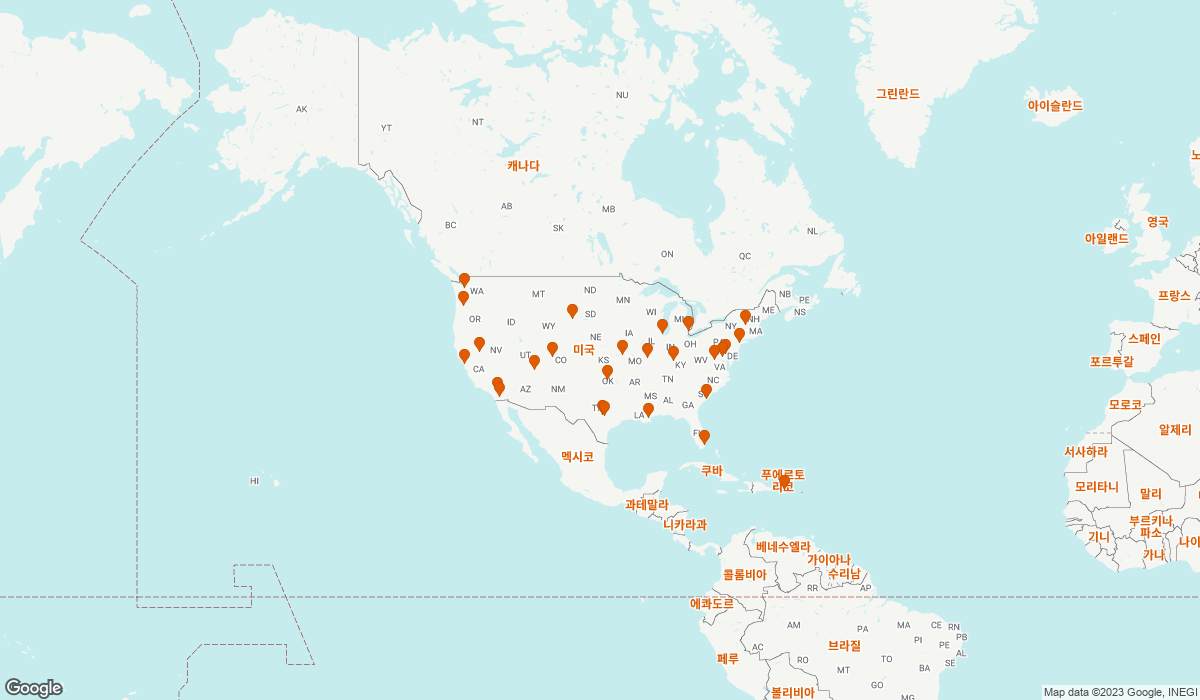 NU
그린란드
아이슬란드
AK
NT
YT
노
캐나다
AB
MB
BC
SK
NL
영국
아일랜드
ON
QC
WA
ND
MT
MN
NB
PE
프랑스
OR
ID
SD
WI
MI
ME
NS
NH
WY
IA
NY
MA
스페인
NE
IL
OH
PA
NV
UT
CO
미국
KS
MO
IN
WV
DE
포르투갈
CA
KY
VA
AZ
NM
OK
AR
TN
NC
MS
AL
GA
모로코
LA
FL
알제리
서사하라
멕시코
쿠바
푸에르토
리코
HI
모리타니
말리
과테말라
니카라과
부르키나
파소
기니
가나
나이
베네수엘라
가이아나
콜롬비아
수리남
RR
AP
에콰도르
AM
PA
MA
CE
RN
PB
PI
PE
브라질
AC
페루
RO
TO
AL
MT
BA
SE
GO
볼리비아
MG
Google
Map data ©2023 Google, INEGI